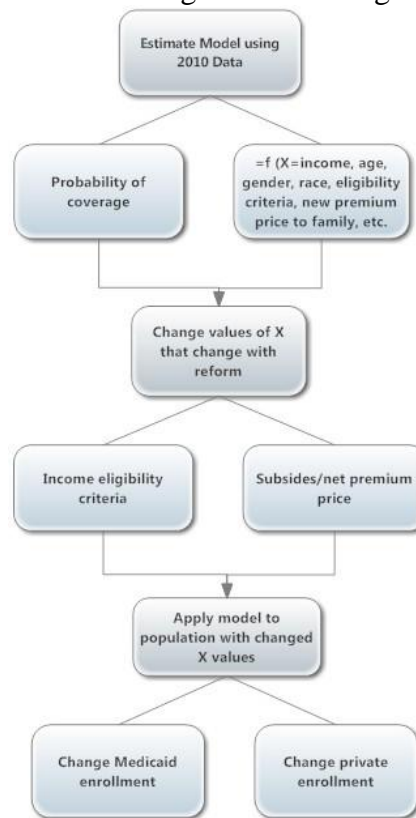 Estimate Model using
2010 Data
Probability of
coverage
=f (X=income, age,
gender, race, eligibility
criteria, new premium
price to family, etc.
Change values of X
that change with
reform
Income eligibility
criteria
Subsides/net premium
price
Apply model to
population with changed
X values
Change Medicaid
enrollment
Change private
enrollment